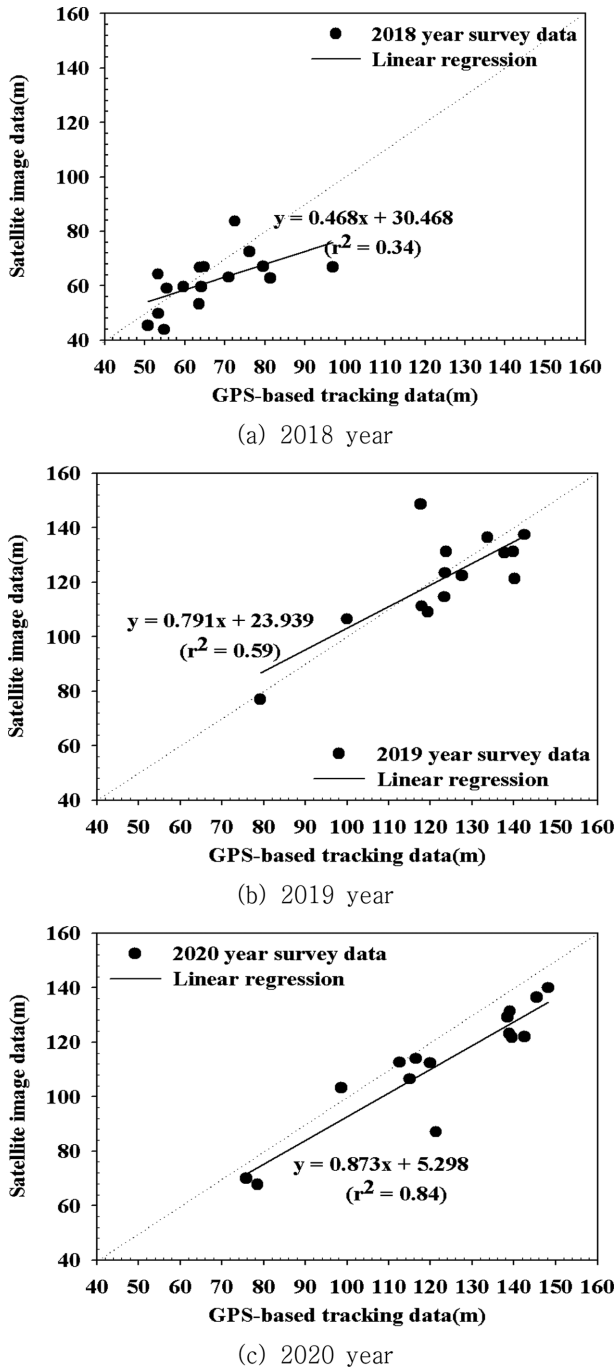 160
2018 year survey data
Linear regression
140
120
100
80
60
40
y = 0.468x + 30.468
(r2 = 0.34)
Satellite image data(m)
40 50 60 70 80 90 100 110 120 130 140 150 160
GPS-based tracking data(m)
(a) 2018 year
160
140
120
100
80
60
40
y = 0.791x + 23.939
(r2 = 0.59)
2019 year survey data
Linear regression
Satellite image data(m)
40 50 60 70 80 90 100 110 120 130 140 150 160
GPS-based tracking data(m)
(b) 2019 year
160
2020 year survey data
Linear regression
140
120
100
80
60
40
y = 0.873x + 5.298
(r2 = 0.84)
Satellite image data(m)
40 50 60 70 80 90 100 110 120 130 140 150 160
GPS-based tracking data(m)
(c) 2020 year